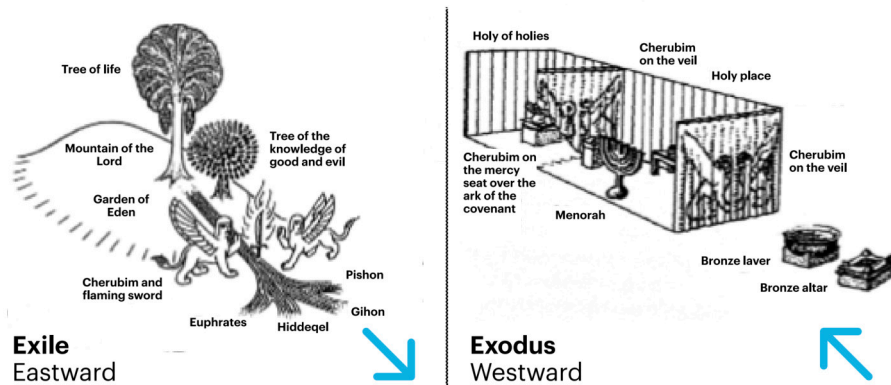 Tree of life
Mountain of the
Lord
Tree of the
knowledge of
good and evil
Garden of
Eden
Cherubim and
flaming sword
Pishon
Gihon
Euphrates
Hiddeqel
Exile
Eastward
Holy of holies
Cherubim
on the veil
Holy place
Cherubim on
the mercy
seat over the
ark of the
covenant
Menorah
Cherubim
on the veil
Bronze laver
Bronze altar
Exodus
Westward